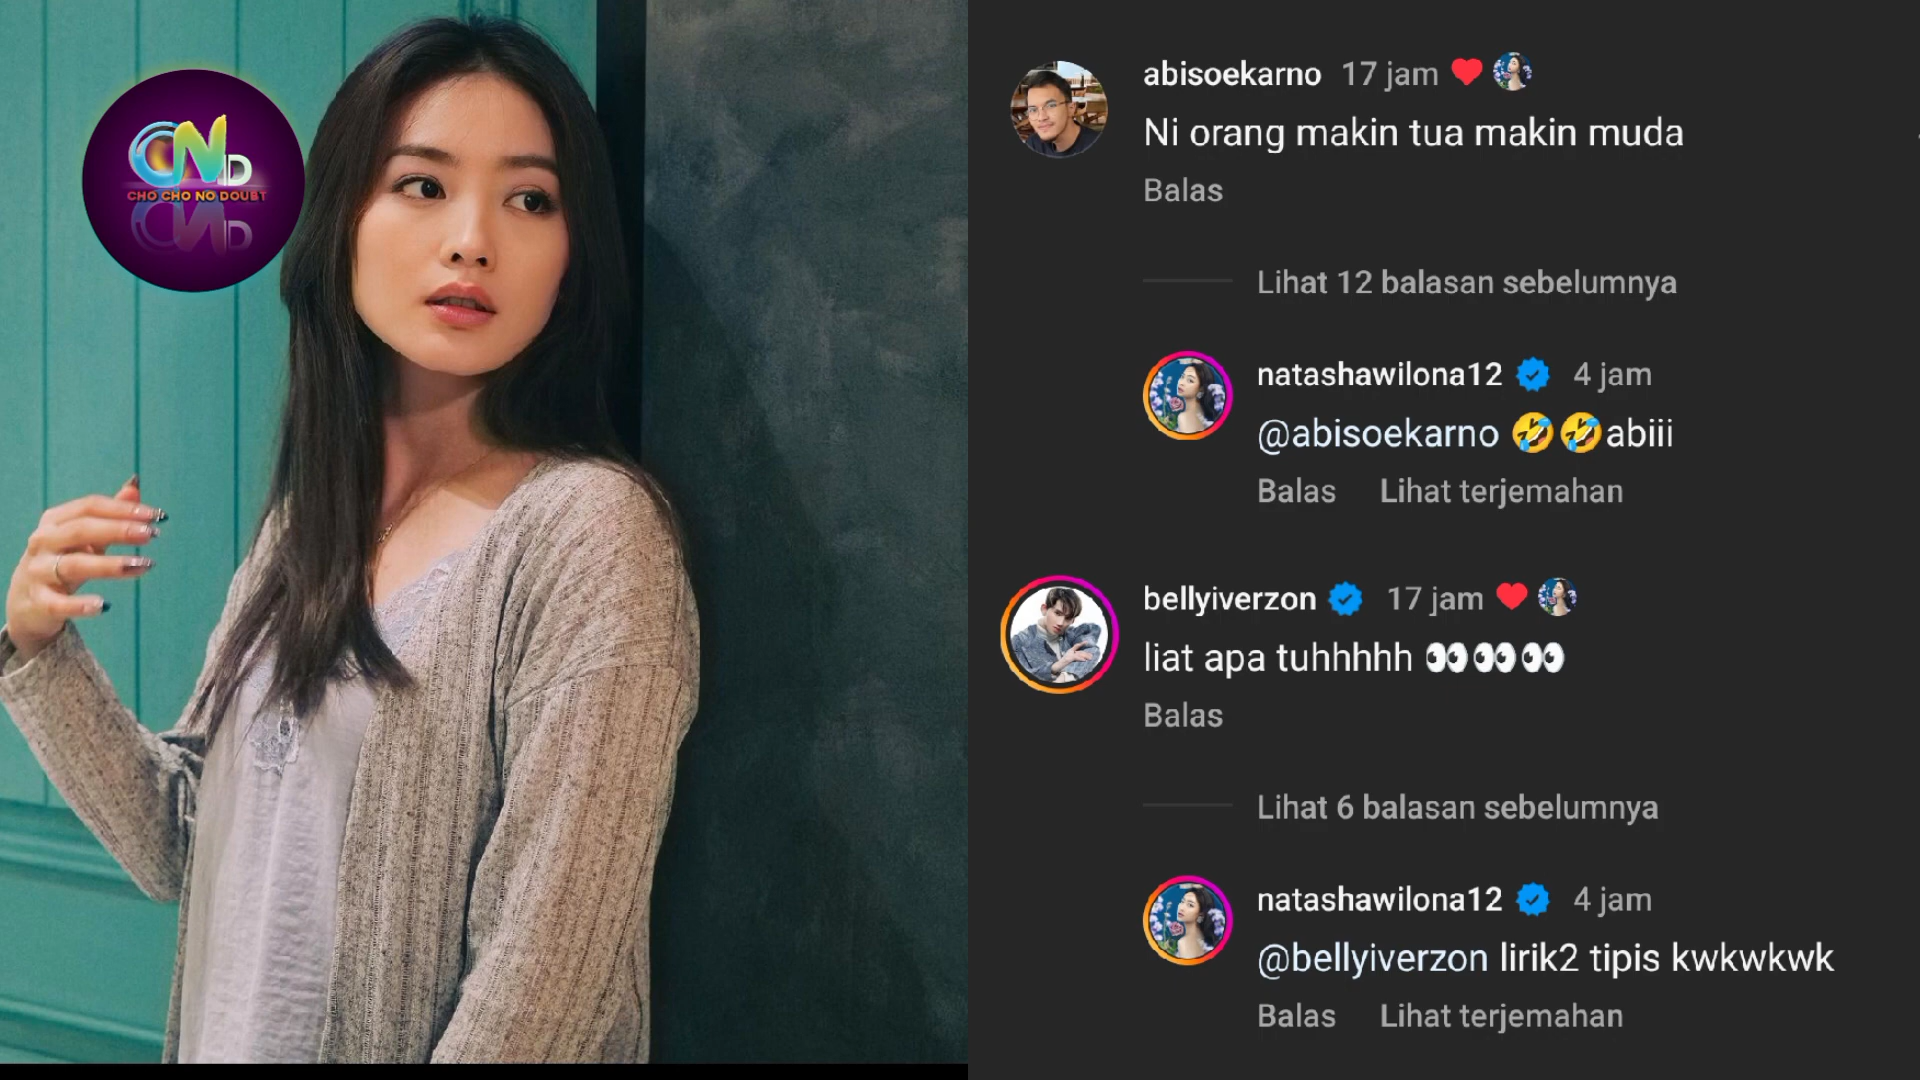 CND
CHO CHO NO DOUBT
abisoekarno 17 jam
Ni orang makin tua makin muda
Balas
Lihat 12 balasan sebelumnya
natashawilona12 4 jam
@abisoekarno 🤣🤣abiii
Balas Lihat terjemahan
bellyiverzon 17 jam
liat apa tuhhhhh 👀👀👀
Balas
Lihat 6 balasan sebelumnya
natashawilona12 4 jam
@bellyiverzon lirik2 tipis kwkwkwk
Balas Lihat terjemahan